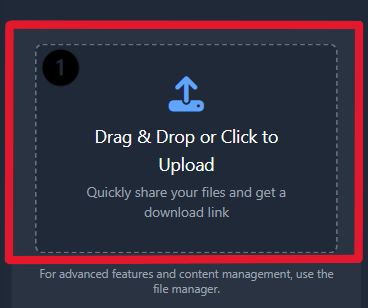 1
Drag & Drop or Click to
Upload
Quickly share your files and get a
download link
For advanced features and content management, use the
file manager.